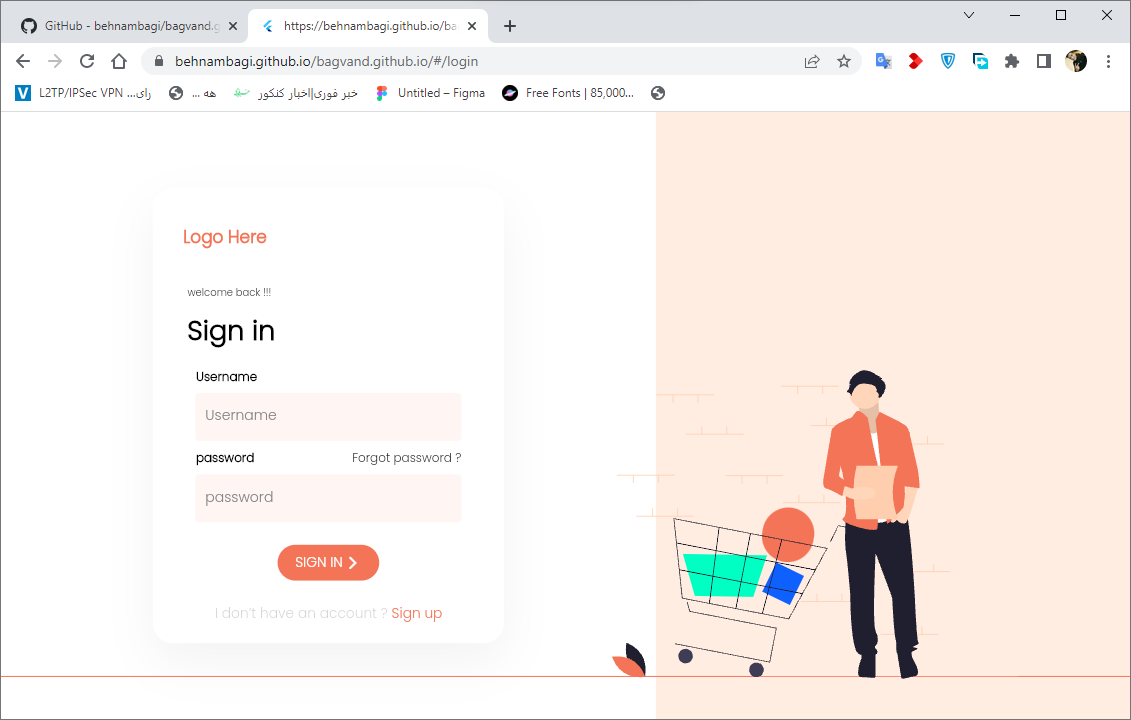 GitHub - behnambagi/bagvand.g
https://behnambagi.github.io/ba
behnambagi.github.io/bagvand.github.io/#/login
L2TP/IPSec VPN ...رای
هه ...
خبر فوری|اخبار کنکور
Untitled – Figma
Free Fonts | 85,000...
Logo Here
welcome back !!!
Sign in
Username
Username
password
Forgot password ?
password
SIGN IN
I don't have an account ? Sign up